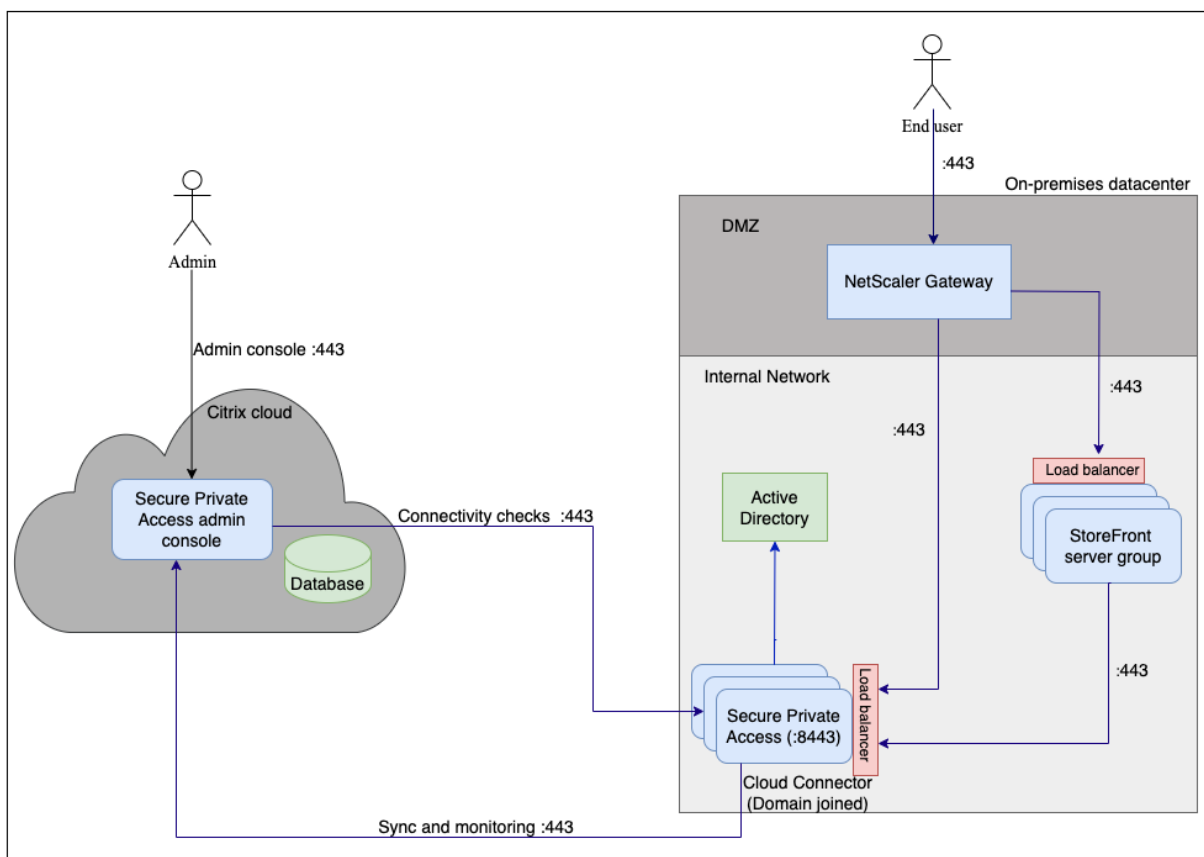 End user
:443
On-premises datacenter
DMZ
Admin
NetScaler Gateway
Admin console :443
Internal Network
:443
Citrix cloud
:443
Load balancer
Secure Private
Access admin
console
Active
Directory
Connectivity checks :443
StoreFront
server group
Database
:443
Load balancer
Secure Private
Access (:8443)
Cloud Connector
(Domain joined)
Sync and monitoring :443